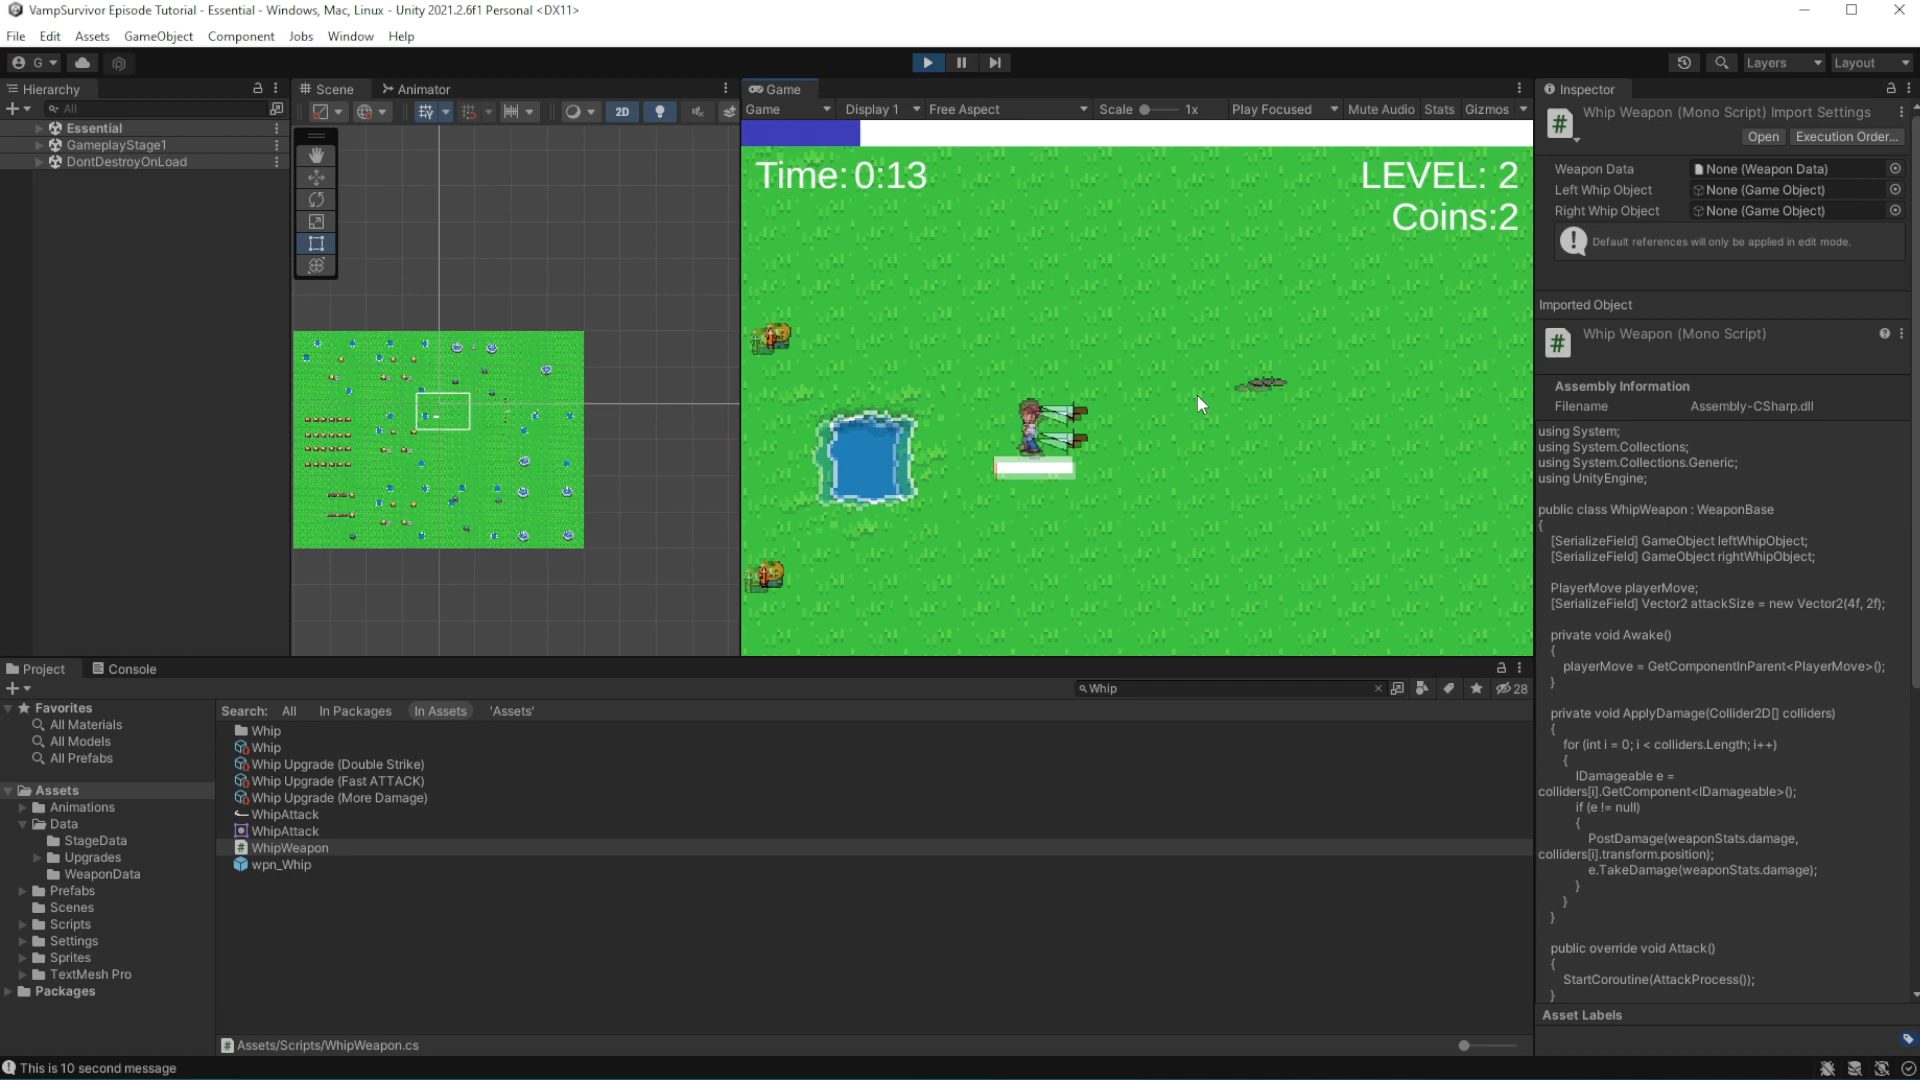 VampSurvivor Episode Tutorial - Essential - Windows, Mac, Linux - Unity 2021.2.6f1 Personal <DX11>
File Edit Assets GameObject Component Jobs Window Help
G Layers Layout
Hierarchy
All
Essential
GameplayStage1
DontDestroyOnLoad
Scene Animator
2D
Game
Game Display 1 Free Aspect Scale 1x Play Focused Mute Audio Stats Gizmos
Time: 0:13
LEVEL: 2
Coins:2
Inspector
Whip Weapon (Mono Script) Import Settings
Open Execution Order...
Weapon Data None (Weapon Data)
Left Whip Object None (Game Object)
Right Whip Object None (Game Object)
Default references will only be applied in edit mode.
Imported Object
Whip Weapon (Mono Script)
Assembly Information
Filename Assembly-CSharp.dll
using System;
using System.Collections;
using System.Collections.Generic;
using UnityEngine;
public class WhipWeapon : WeaponBase
{
[SerializeField] GameObject leftWhipObject;
[SerializeField] GameObject rightWhipObject;
PlayerMove playerMove;
[SerializeField] Vector2 attackSize = new Vector2(4f, 2f);
private void Awake()
{
playerMove = GetComponentInParent<PlayerMove>();
}
private void ApplyDamage(Collider2D[] colliders)
{
for (int i = 0; i < colliders.Length; i++)
{
IDamageable e =
colliders[i].GetComponent<IDamageable>();
if (e != null)
{
PostDamage(weaponStats.damage,
colliders[i].transform.position);
e.TakeDamage(weaponStats.damage);
}
}
}
public override void Attack()
{
StartCoroutine(AttackProcess());
}
Asset Labels
Project Console
Whip
28
Favorites
All Materials
All Models
All Prefabs
Assets
Animations
Data
StageData
Upgrades
WeaponData
Prefabs
Scenes
Scripts
Settings
Sprites
TextMesh Pro
Packages
Search: All In Packages In Assets 'Assets'
Whip
Whip
Whip Upgrade (Double Strike)
Whip Upgrade (Fast ATTACK)
Whip Upgrade (More Damage)
WhipAttack
WhipAttack
WhipWeapon
wpn_Whip
Assets/Scripts/WhipWeapon.cs
This is 10 second message